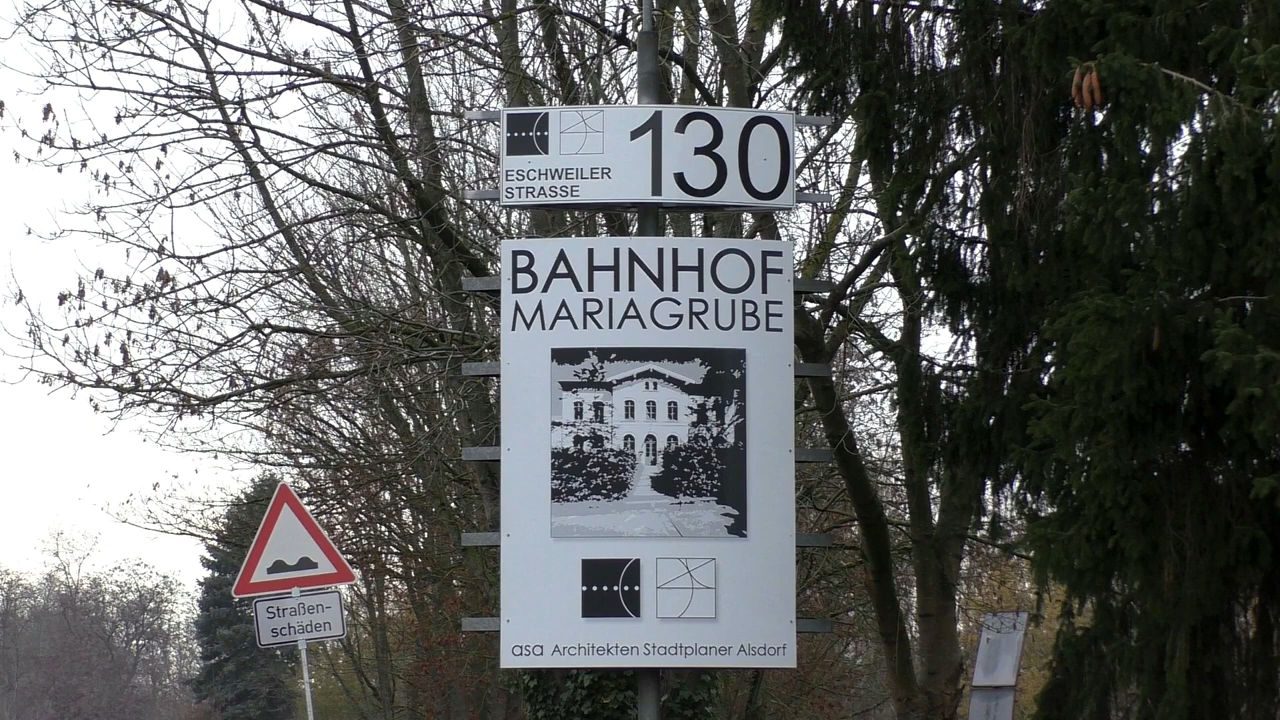 130
ESCHWEILER
STRASSE
BAHNHOF
MARIAGRUBE
asa Architekten Stadtplaner Alsdorf
Straßen-
schäden